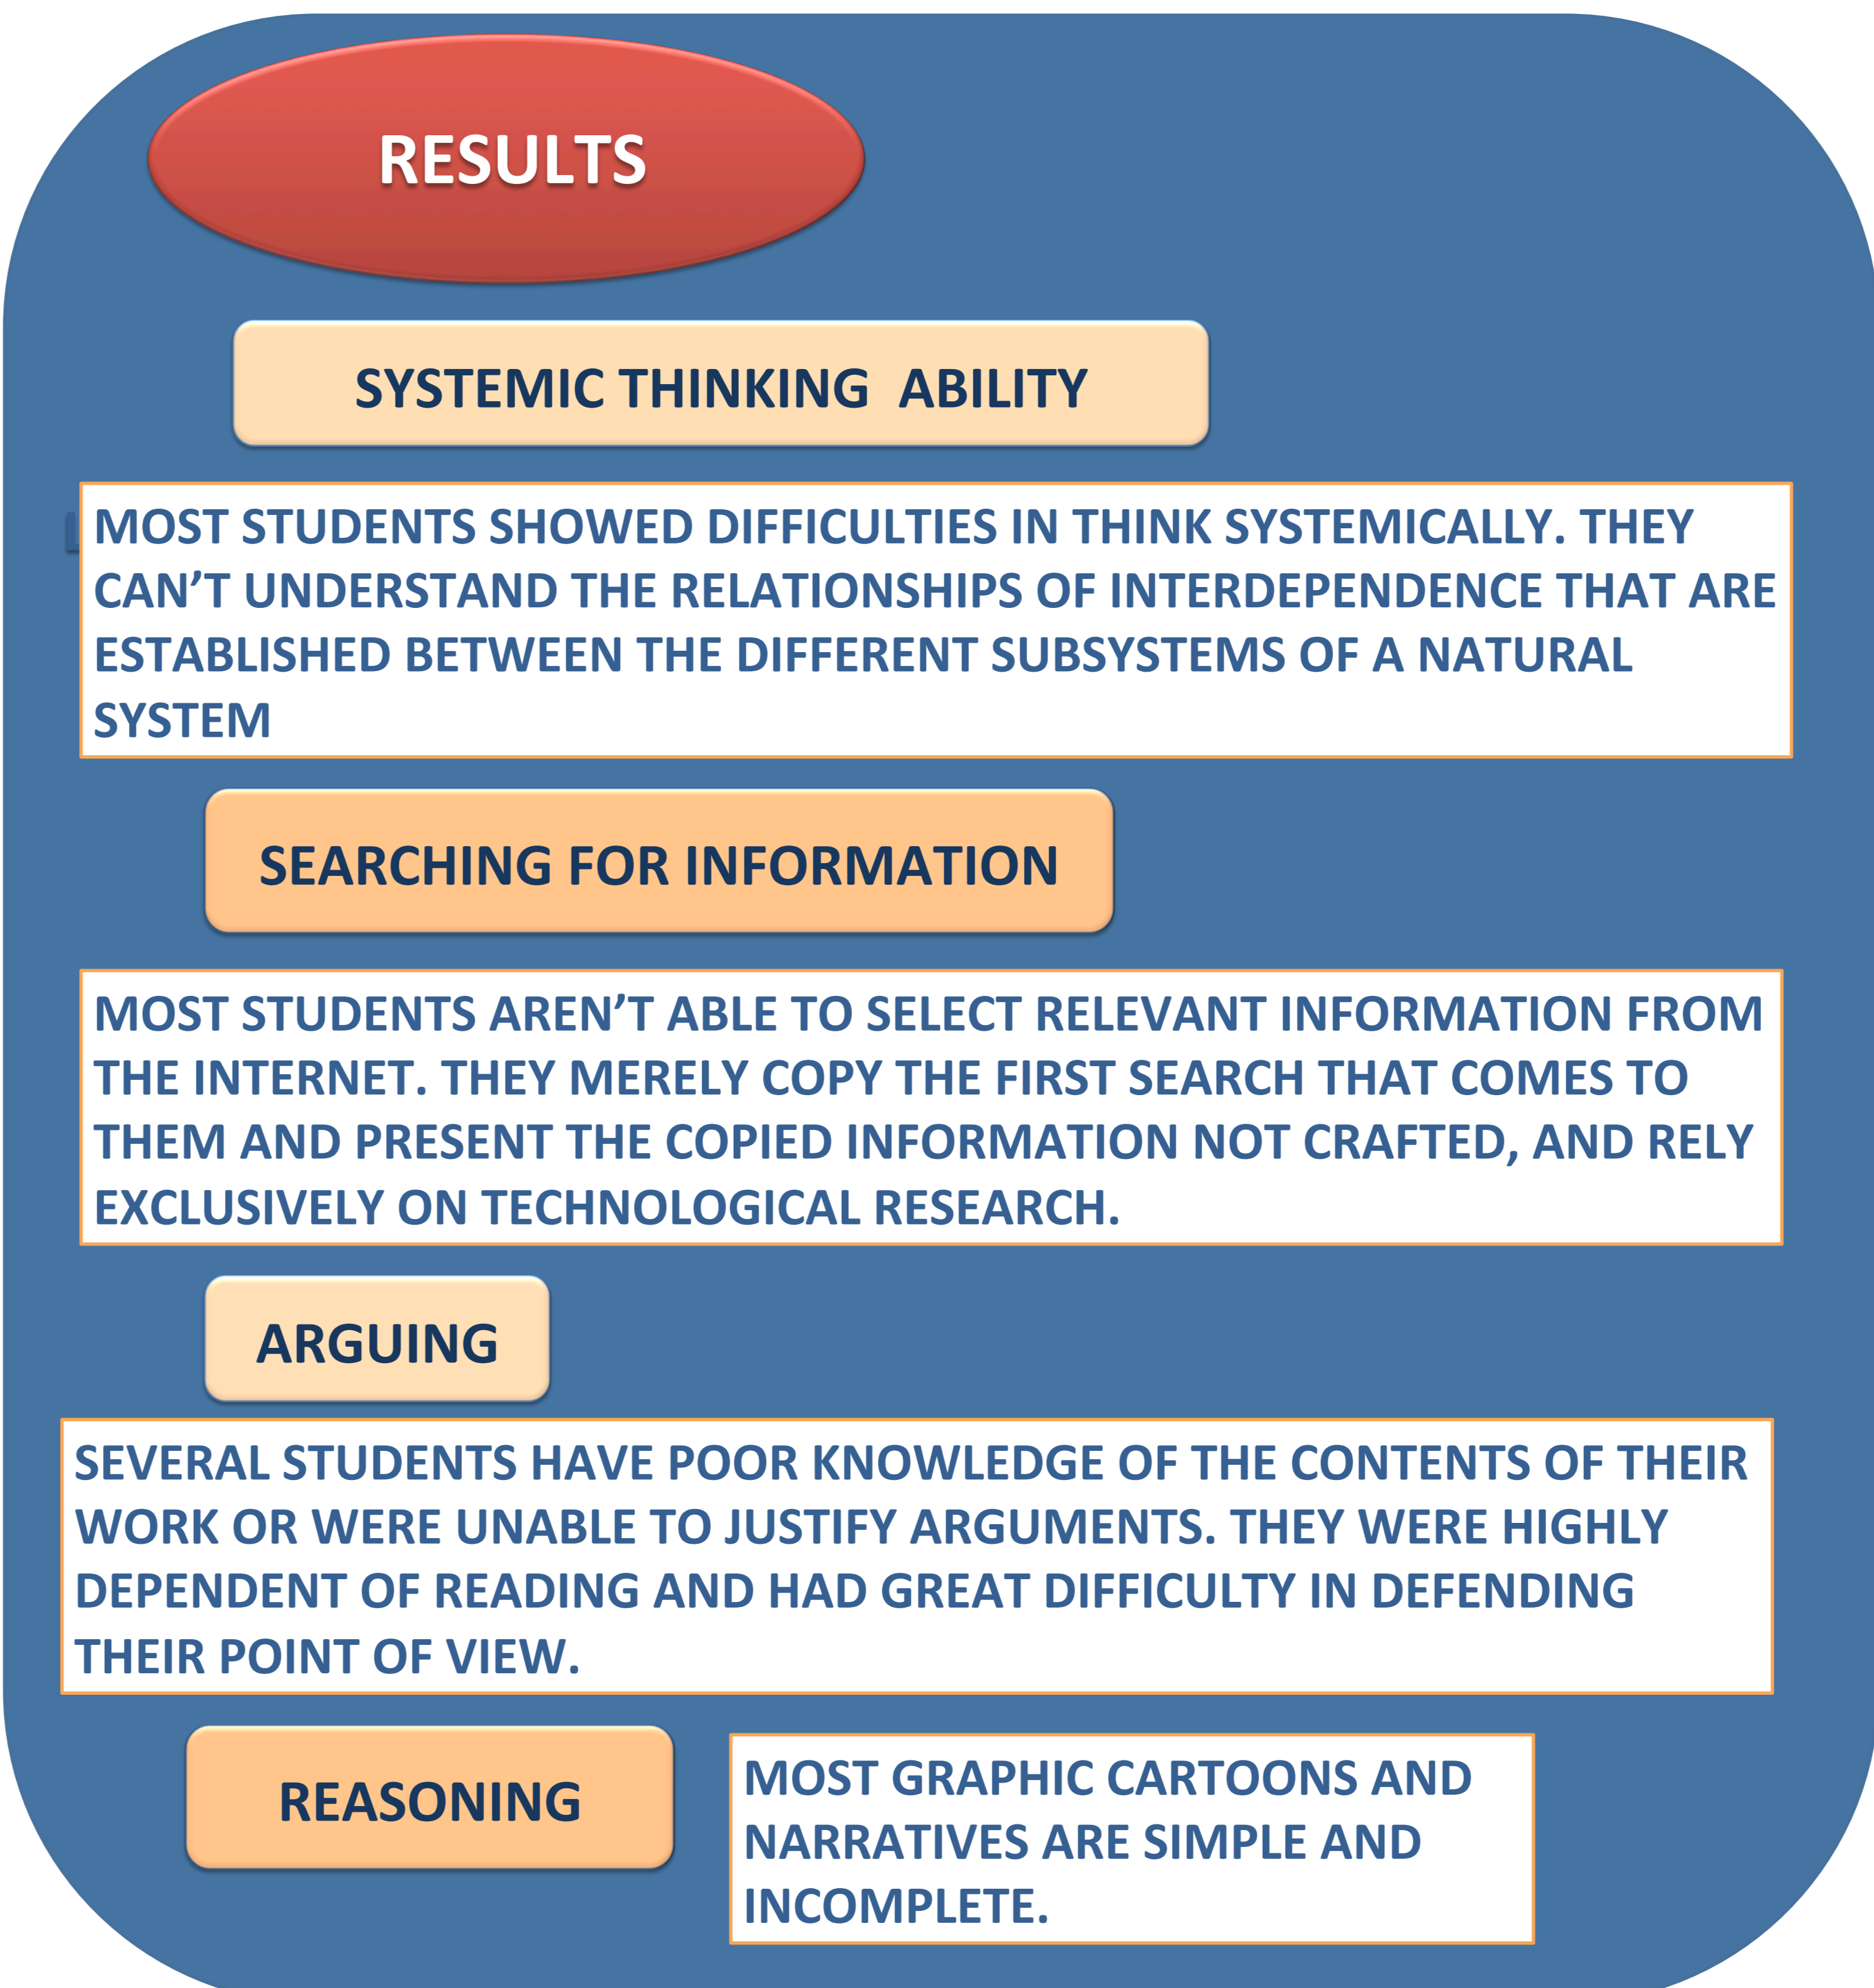 RESULTS
SYSTEMIC THINKING ABILITY
MOST STUDENTS SHOWED DIFFICULTIES IN THINK SYSTEMICALLY. THEY
CAN’T UNDERSTAND THE RELATIONSHIPS OF INTERDEPENDENCE THAT ARE
ESTABLISHED BETWEEN THE DIFFERENT SUBSYSTEMS OF A NATURAL
SYSTEM
SEARCHING FOR INFORMATION
MOST STUDENTS AREN’T ABLE TO SELECT RELEVANT INFORMATION FROM
THE INTERNET. THEY MERELY COPY THE FIRST SEARCH THAT COMES TO
THEM AND PRESENT THE COPIED INFORMATION NOT CRAFTED, AND RELY
EXCLUSIVELY ON TECHNOLOGICAL RESEARCH.
ARGUING
SEVERAL STUDENTS HAVE POOR KNOWLEDGE OF THE CONTENTS OF THEIR
WORK OR WERE UNABLE TO JUSTIFY ARGUMENTS. THEY WERE HIGHLY
DEPENDENT OF READING AND HAD GREAT DIFFICULTY IN DEFENDING
THEIR POINT OF VIEW.
REASONING
MOST GRAPHIC CARTOONS AND
NARRATIVES ARE SIMPLE AND
INCOMPLETE.